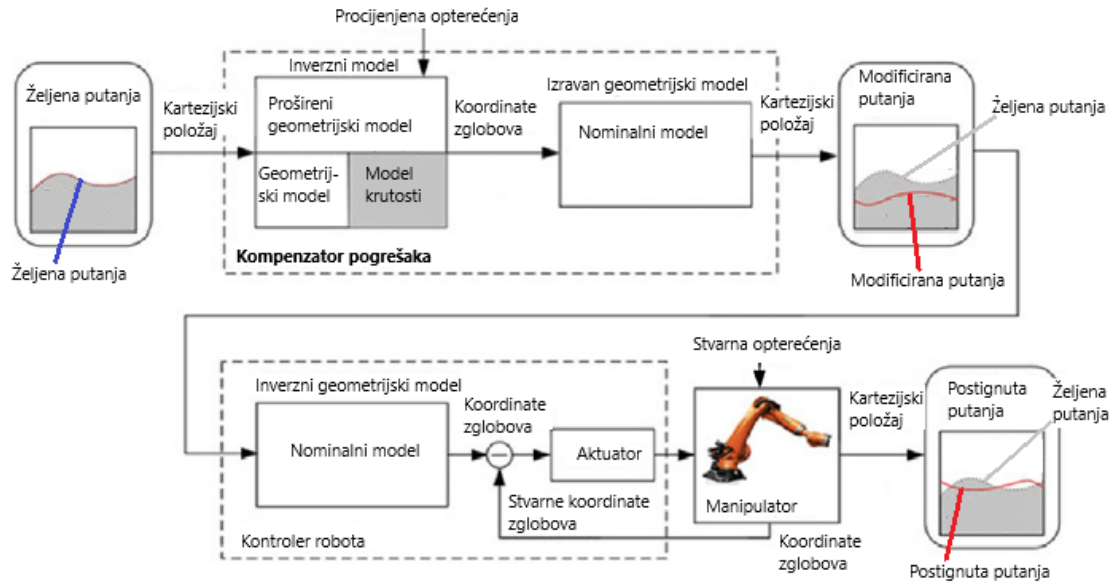 Procijenjena opterećenja
Željena putanja
Kartezijski
položaj
Inverzni model
Prošireni
geometrijski model
Geometrij-
ski model
Model
krutosti
Koordinate
zglobova
Izravan geometrijski model
Nominalni model
Kartezijski
položaj
Modificirana
putanja
Željena putanja
Željena putanja
Kompenzator pogrešaka
Modificirana putanja
Stvarna opterećenja
Inverzni geometrijski model
Nominalni model
Koordinate
zglobova
Aktuator
Stvarne koordinate
zglobova
Kontroler robota
Manipulator
Koordinate
zglobova
Kartezijski
položaj
Postignuta
putanja
Željena
putanja
Postignuta putanja